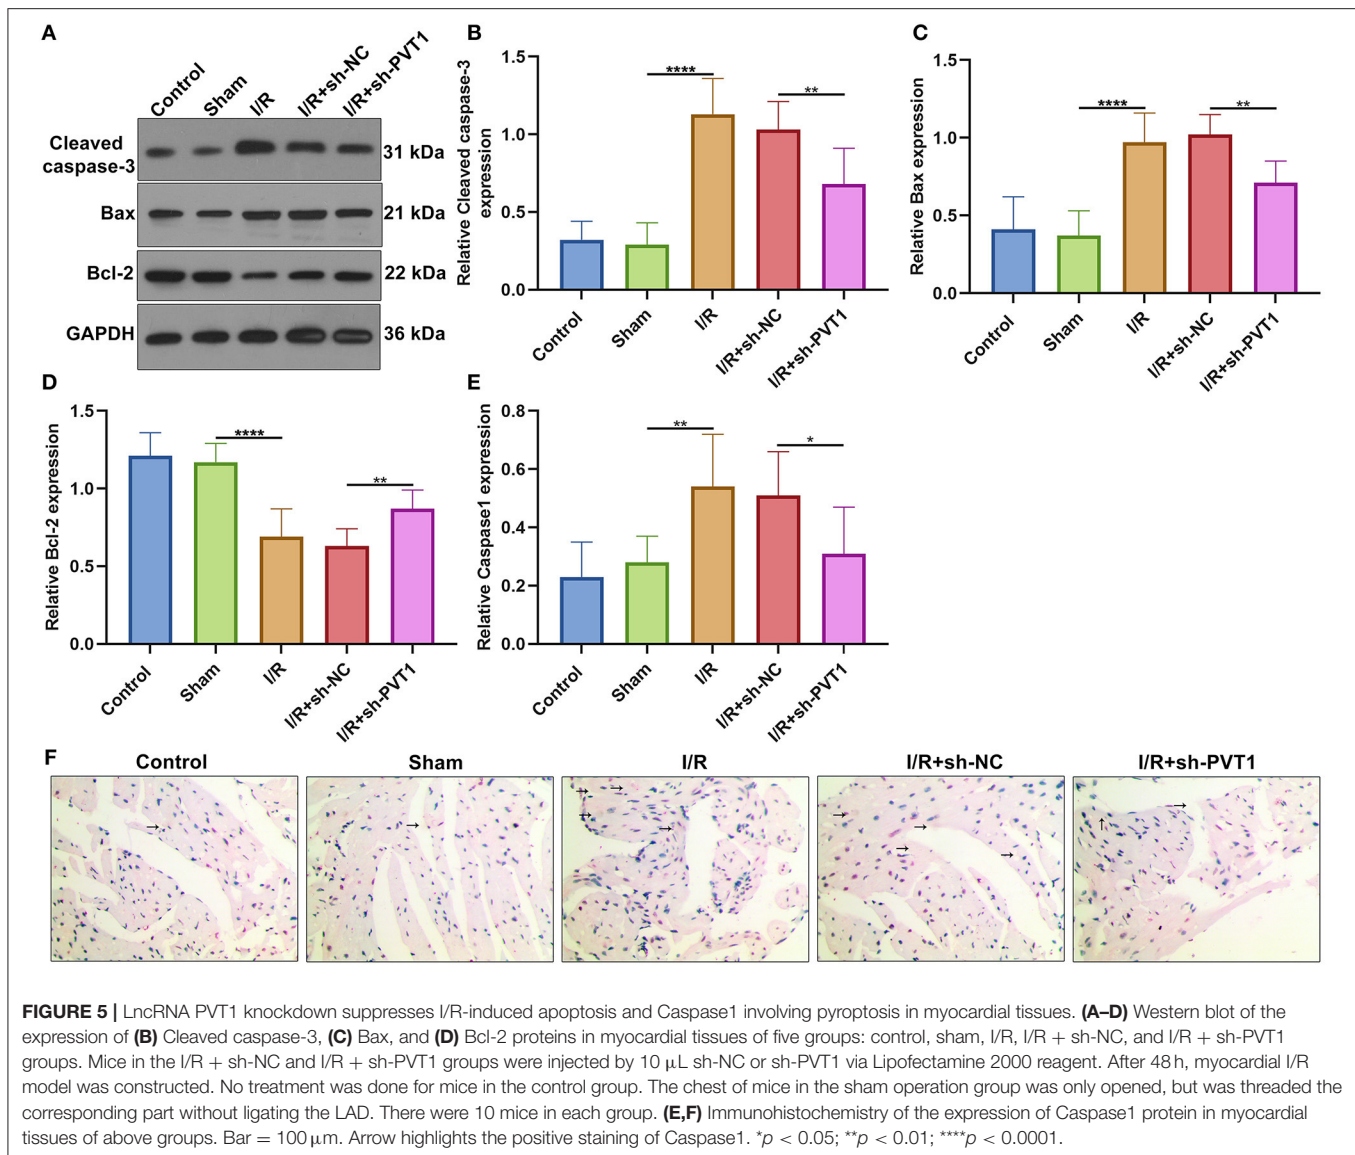 A
Control
Sham
I/R
I/R+sh-NC
I/R+sh-PVT1
Cleaved
caspase-3
31 kDa
Bax
21 kDa
Bcl-2
22 kDa
GAPDH
36 kDa
B
Relative Cleaved caspase-3
expression
1.5
1.0
0.5
0.0
****
**
Control
Sham
I/R
I/R+sh-NC
I/R+sh-PVT1
C
Relative Bax expression
1.5
1.0
0.5
0.0
****
**
Control
Sham
I/R
I/R+sh-NC
I/R+sh-PVT1
D
Relative Bcl-2 expression
1.5
1.0
0.5
0.0
****
**
Control
Sham
I/R
I/R+sh-NC
I/R+sh-PVT1
E
Relative Caspase1 expression
0.8
0.6
0.4
0.2
0.0
**
*
Control
Sham
I/R
I/R+sh-NC
I/R+sh-PVT1
F
Control
Sham
I/R
I/R+sh-NC
I/R+sh-PVT1
FIGURE 5 | LncRNA PVT1 knockdown suppresses I/R-induced apoptosis and Caspase1 involving pyroptosis in myocardial tissues. (A–D) Western blot of the
expression of (B) Cleaved caspase-3, (C) Bax, and (D) Bcl-2 proteins in myocardial tissues of five groups: control, sham, I/R, I/R + sh-NC, and I/R + sh-PVT1
groups. Mice in the I/R + sh-NC and I/R + sh-PVT1 groups were injected by 10 μL sh-NC or sh-PVT1 via Lipofectamine 2000 reagent. After 48 h, myocardial I/R
model was constructed. No treatment was done for mice in the control group. The chest of mice in the sham operation group was only opened, but was threaded the
corresponding part without ligating the LAD. There were 10 mice in each group. (E,F) Immunohistochemistry of the expression of Caspase1 protein in myocardial
tissues of above groups. Bar = 100 μm. Arrow highlights the positive staining of Caspase1. *p < 0.05; **p < 0.01; ****p < 0.0001.